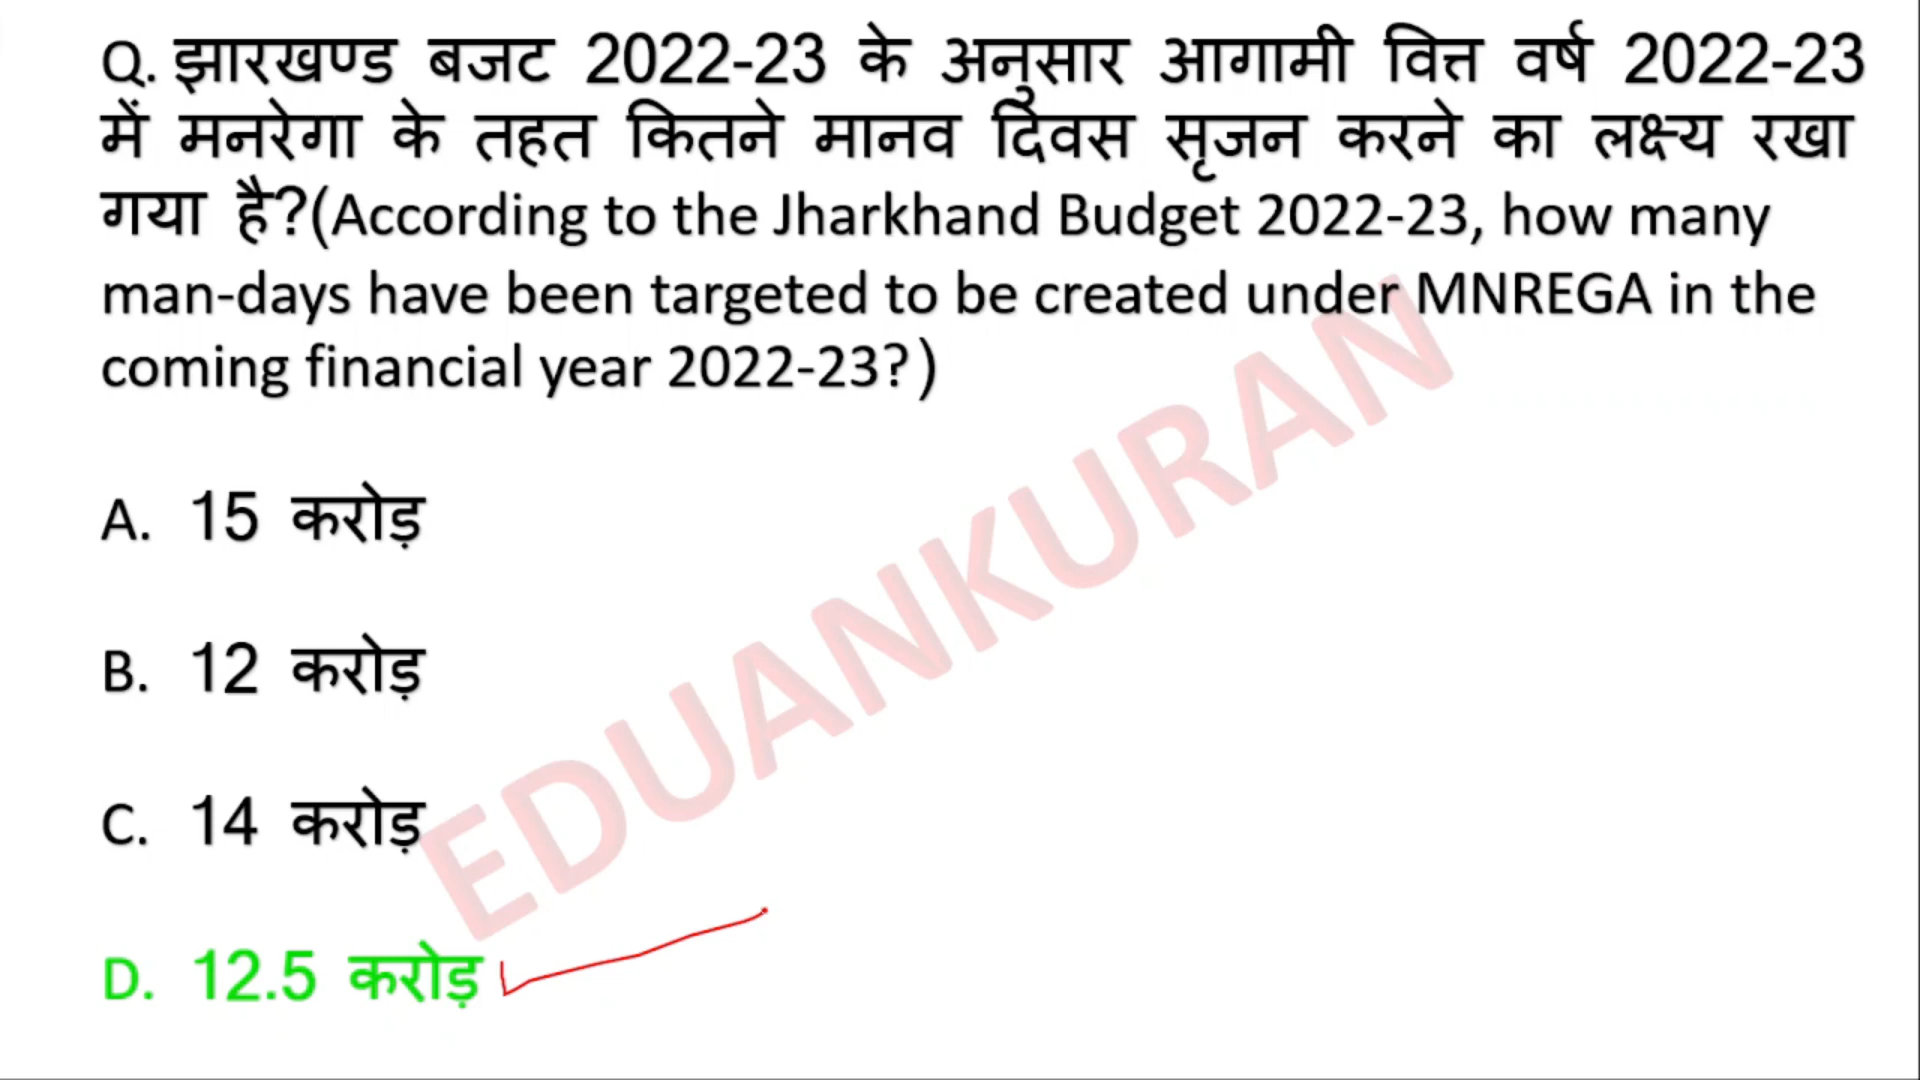 Q. झारखण्ड बजट 2022-23 के अनुसार आगामी वित्त वर्ष 2022-23
में मनरेगा के तहत कितने मानव दिवस सृजन करने का लक्ष्य रखा
गया है?(According to the Jharkhand Budget 2022-23, how many
man-days have been targeted to be created under MNREGA in the
coming financial year 2022-23?)
A. 15 करोड़
B. 12 करोड़
C. 14 करोड़
D. 12.5 करोड़
EDUANKURAN